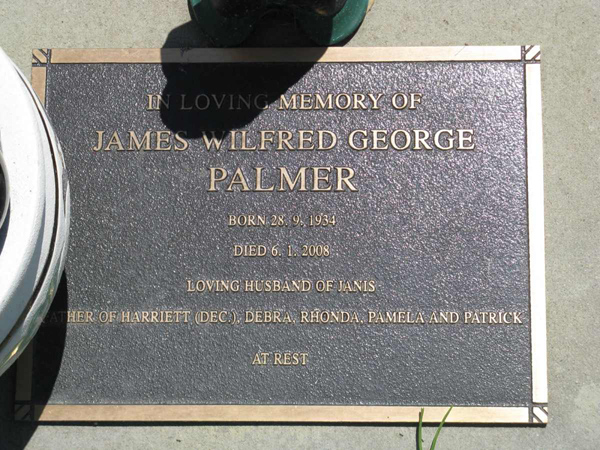 IN LOVING MEMORY OF
JAMES WILFRED GEORGE
PALMER
BORN 28. 9. 1934
DIED 6. 1. 2008
LOVING HUSBAND OF JANIS
FATHER OF HARRIETT (DEC.), DEBRA, RHONDA, PAMELA AND PATRICK
AT REST